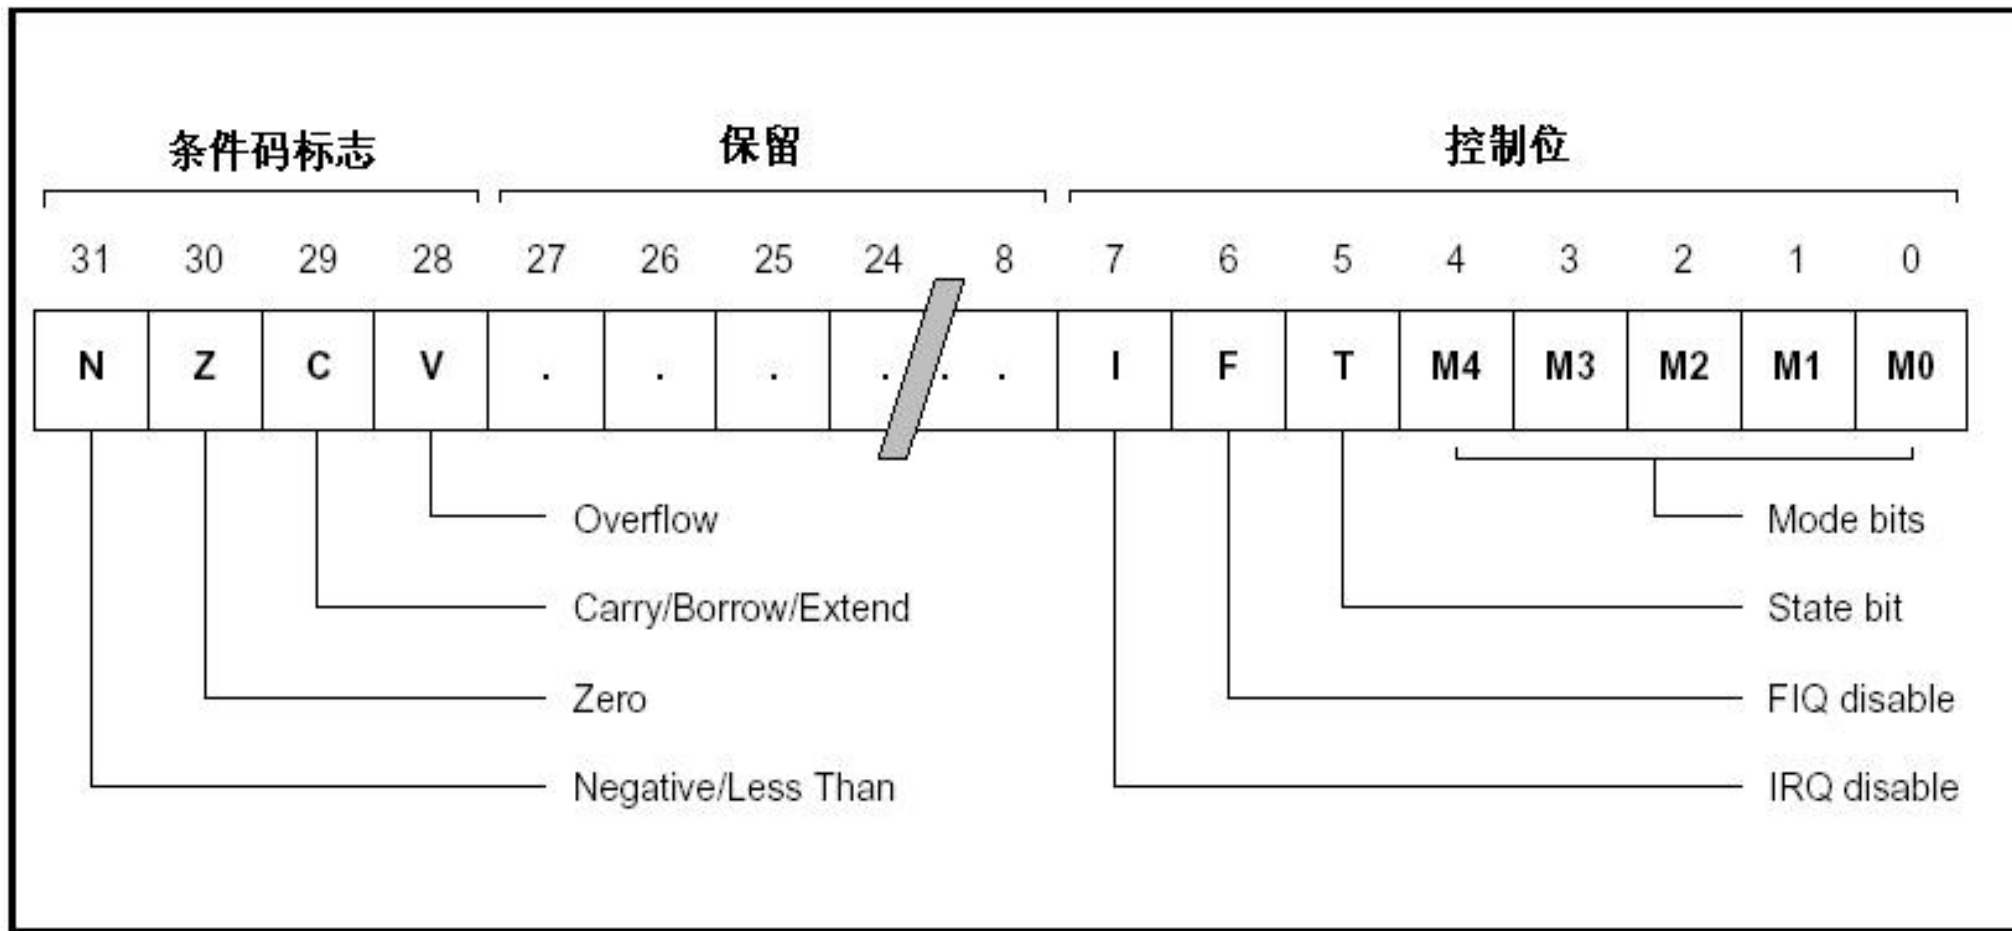 条件码标志 保留 控制位
31 30 29 28 27 26 25 24 8 7 6 5 4 3 2 1 0
N Z C V . . . . . . I F T M4 M3 M2 M1 M0
Overflow Mode bits
Carry/Borrow/Extend State bit
Zero FIQ disable
Negative/Less Than IRQ disable